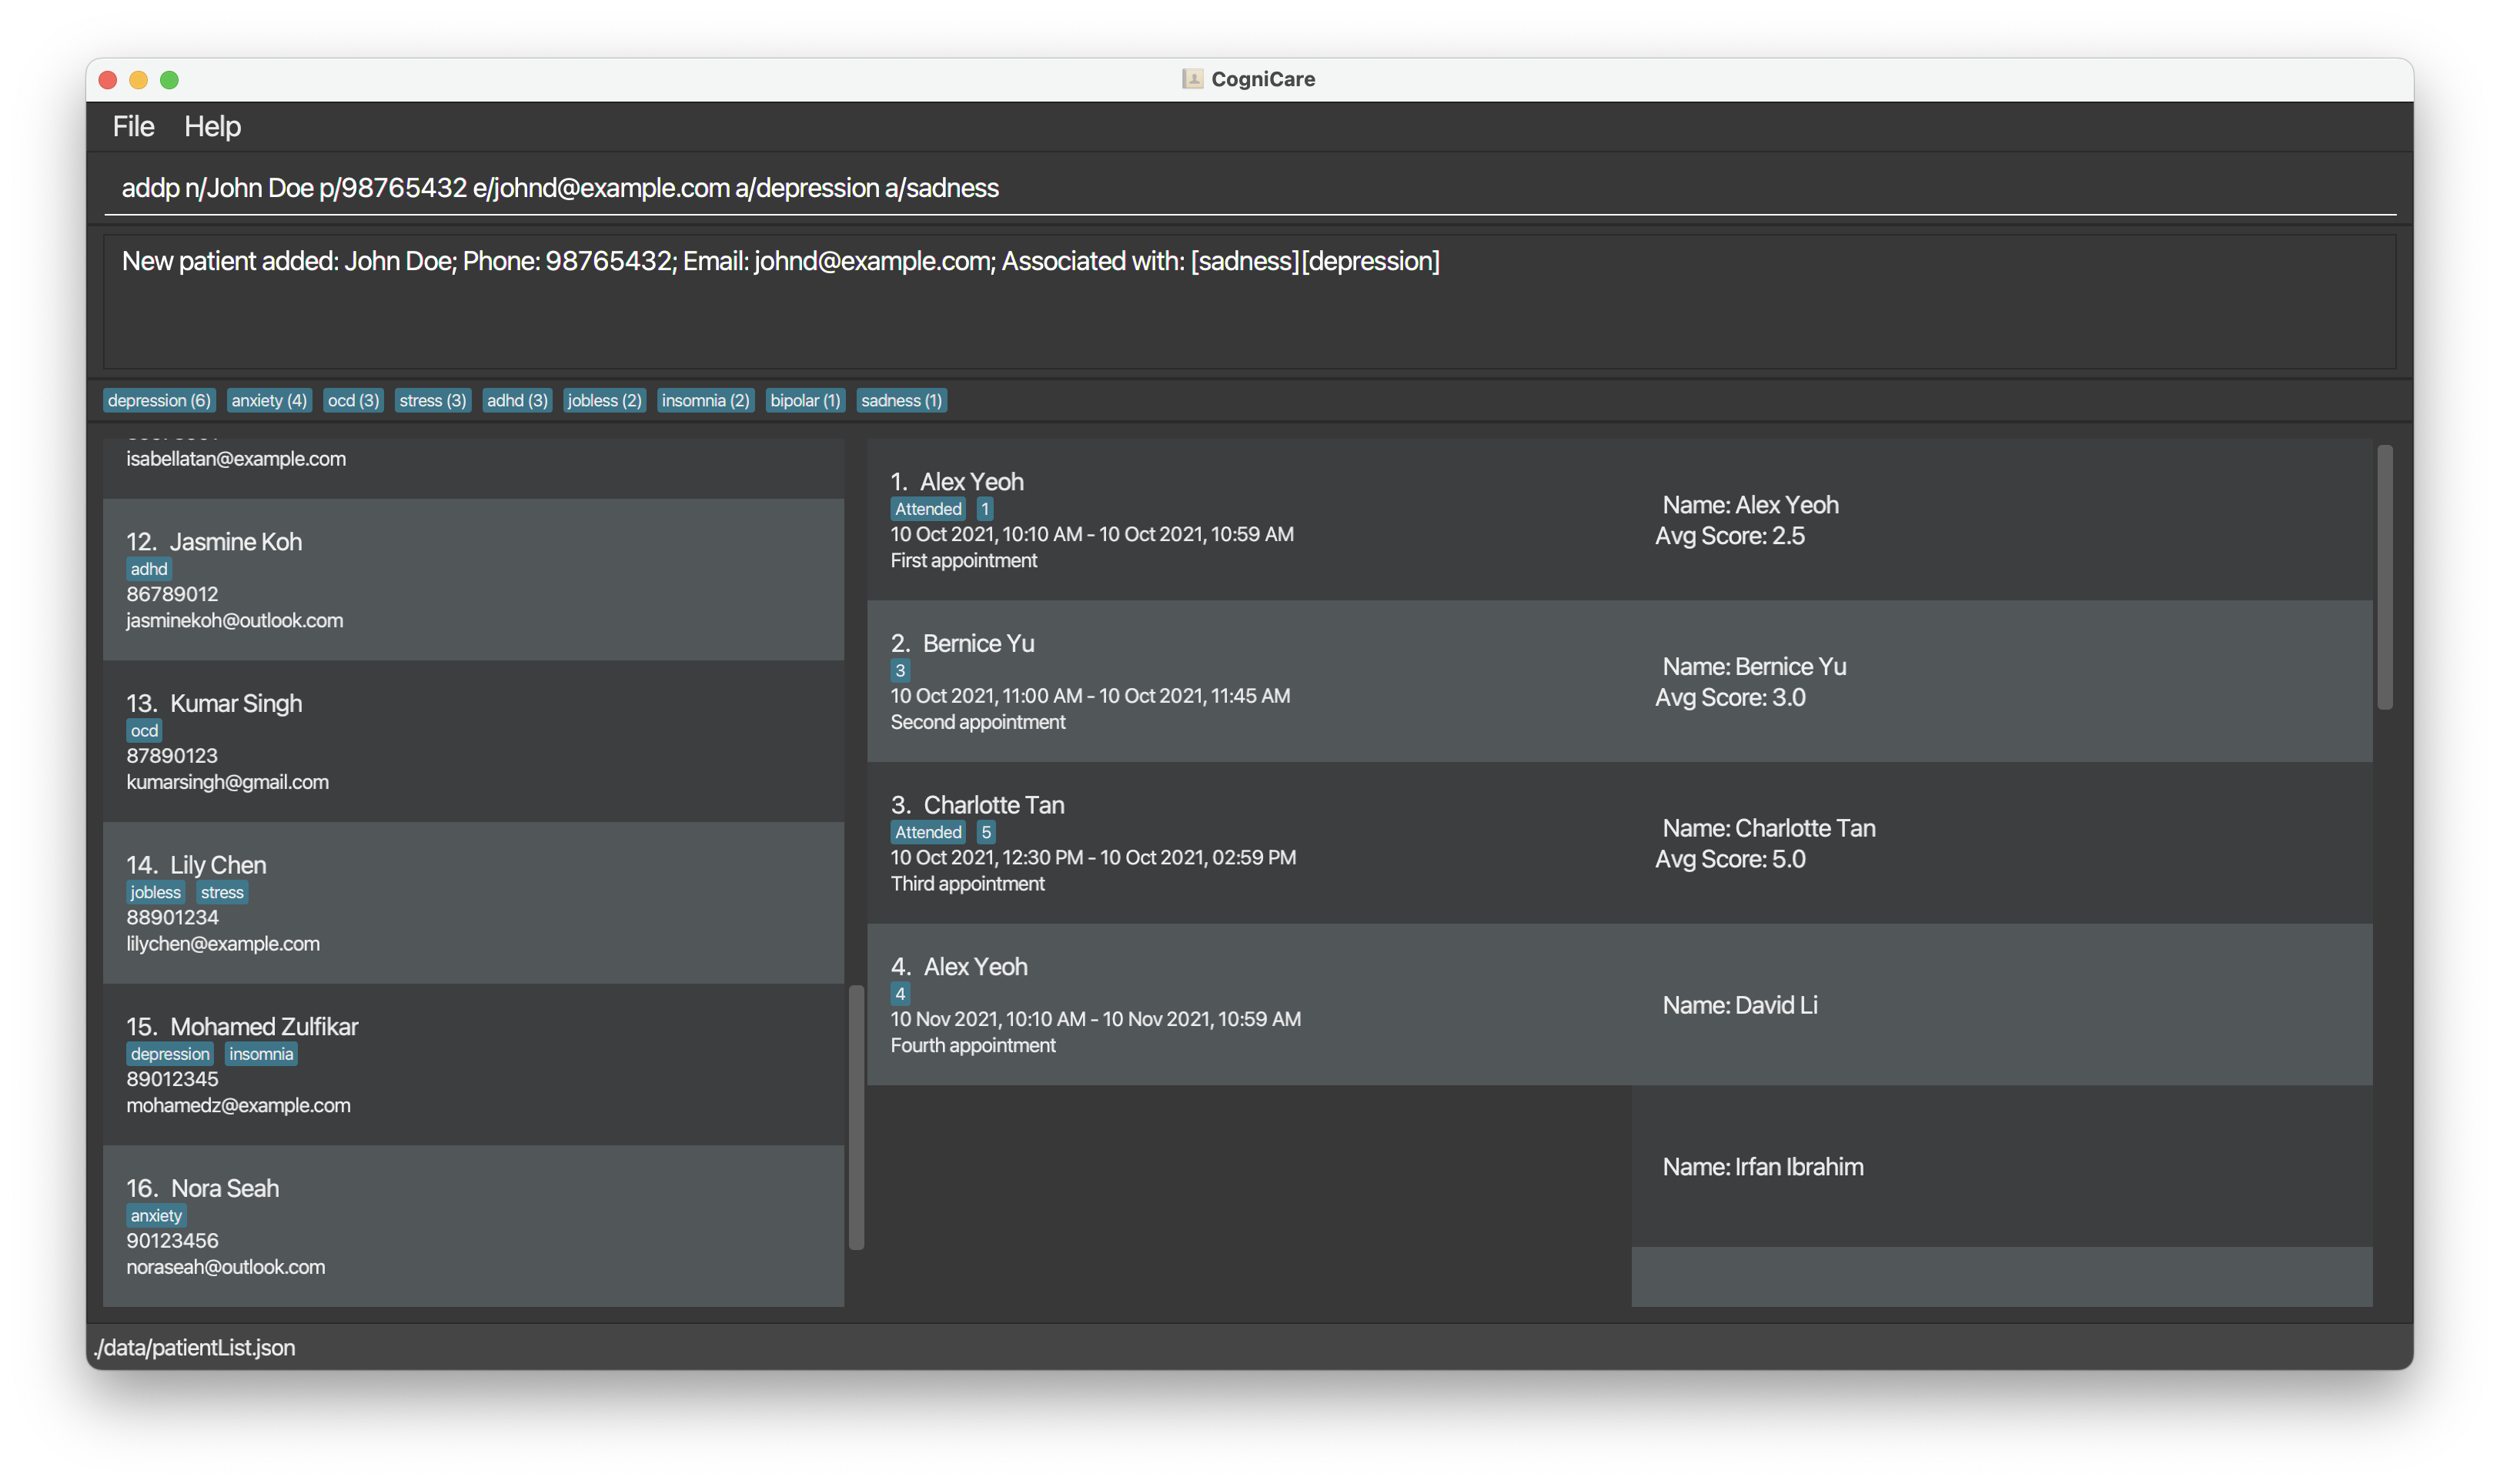 CogniCare
File Help
addp n/John Doe p/98765432 e/johnd@example.com a/depression a/sadness
New patient added: John Doe; Phone: 98765432; Email: johnd@example.com; Associated with: [sadness][depression]
depression (6) anxiety (4) ocd (3) stress (3) adhd (3) jobless (2) insomnia (2) bipolar (1) sadness (1)
isabellatan@example.com
12. Jasmine Koh
adhd
86789012
jasminekoh@outlook.com
13. Kumar Singh
ocd
87890123
kumarsingh@gmail.com
14. Lily Chen
jobless stress
88901234
lilychen@example.com
15. Mohamed Zulfikar
depression insomnia
89012345
mohamedz@example.com
16. Nora Seah
anxiety
90123456
noraseah@outlook.com
1. Alex Yeoh
Attended 1
10 Oct 2021, 10:10 AM - 10 Oct 2021, 10:59 AM
First appointment
2. Bernice Yu
3
10 Oct 2021, 11:00 AM - 10 Oct 2021, 11:45 AM
Second appointment
3. Charlotte Tan
Attended 5
10 Oct 2021, 12:30 PM - 10 Oct 2021, 02:59 PM
Third appointment
4. Alex Yeoh
4
10 Nov 2021, 10:10 AM - 10 Nov 2021, 10:59 AM
Fourth appointment
Name: Alex Yeoh
Avg Score: 2.5
Name: Bernice Yu
Avg Score: 3.0
Name: Charlotte Tan
Avg Score: 5.0
Name: David Li
Name: Irfan Ibrahim
./data/patientList.json